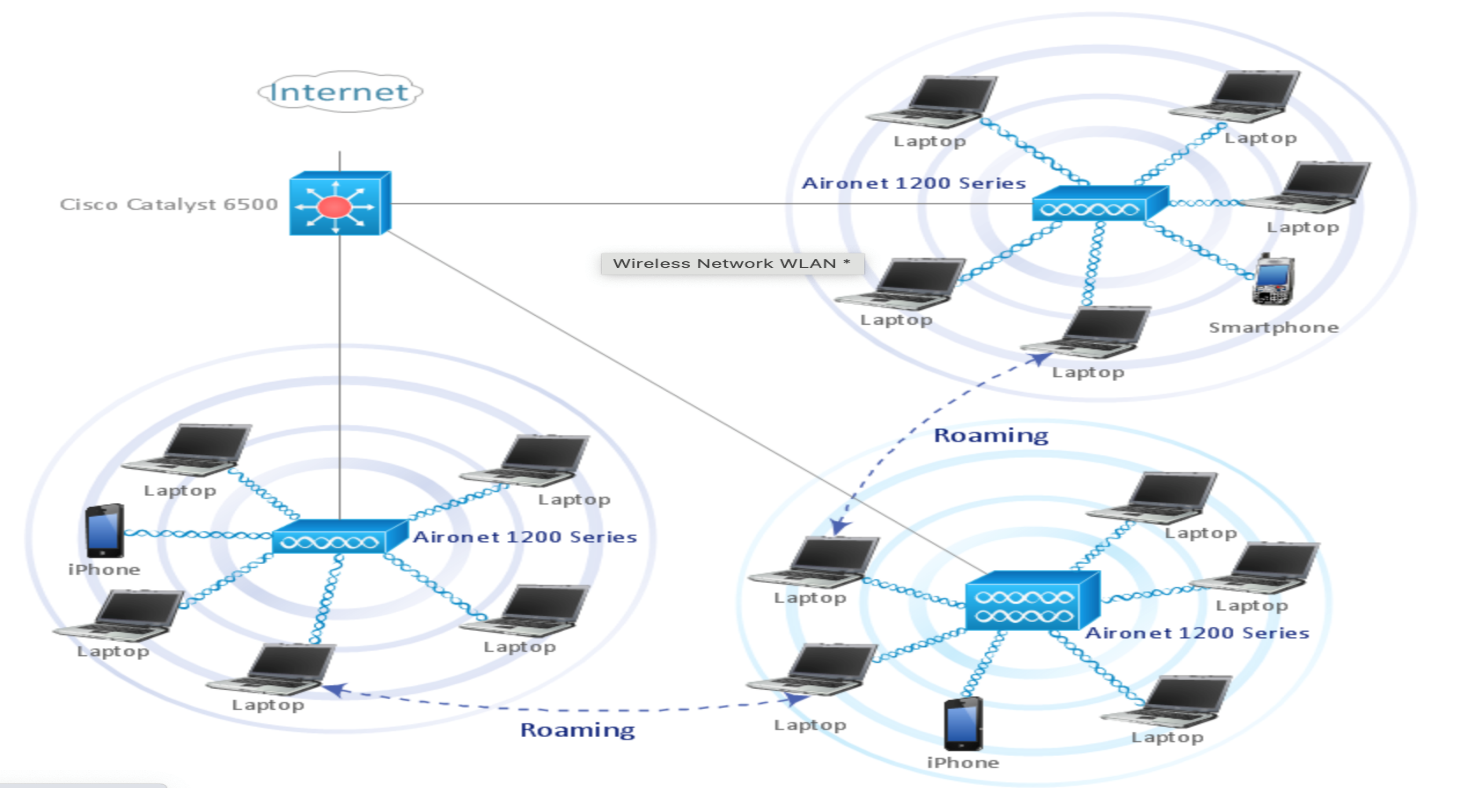 Internet
Cisco Catalyst 6500
Laptop
Laptop
Aironet 1200 Series
Laptop
Wireless Network WLAN *
Laptop
Smartphone
Laptop
Roaming
Laptop
Laptop
Aironet 1200 Series
iPhone
Laptop
Laptop
Laptop
Roaming
Laptop
Laptop
Laptop
Aironet 1200 Series
Laptop
iPhone
Laptop